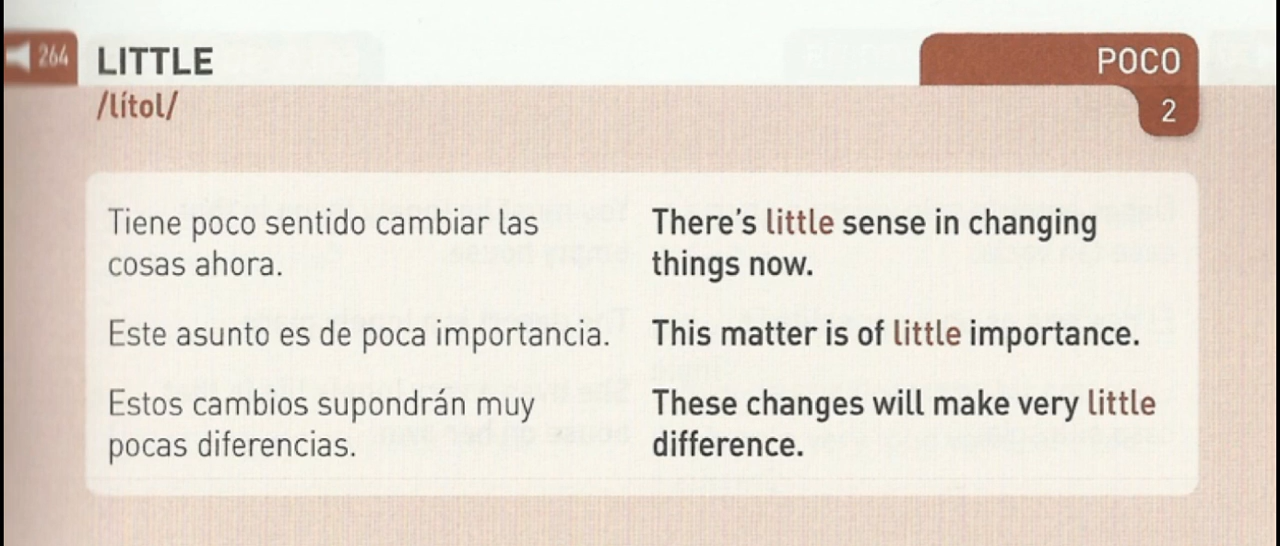 264
LITTLE
POCO
/lítol/
2
Tiene poco sentido cambiar las
cosas ahora.
There's little sense in changing
things now.
Este asunto es de poca importancia.
This matter is of little importance.
Estos cambios supondrán muy
pocas diferencias.
These changes will make very little
difference.